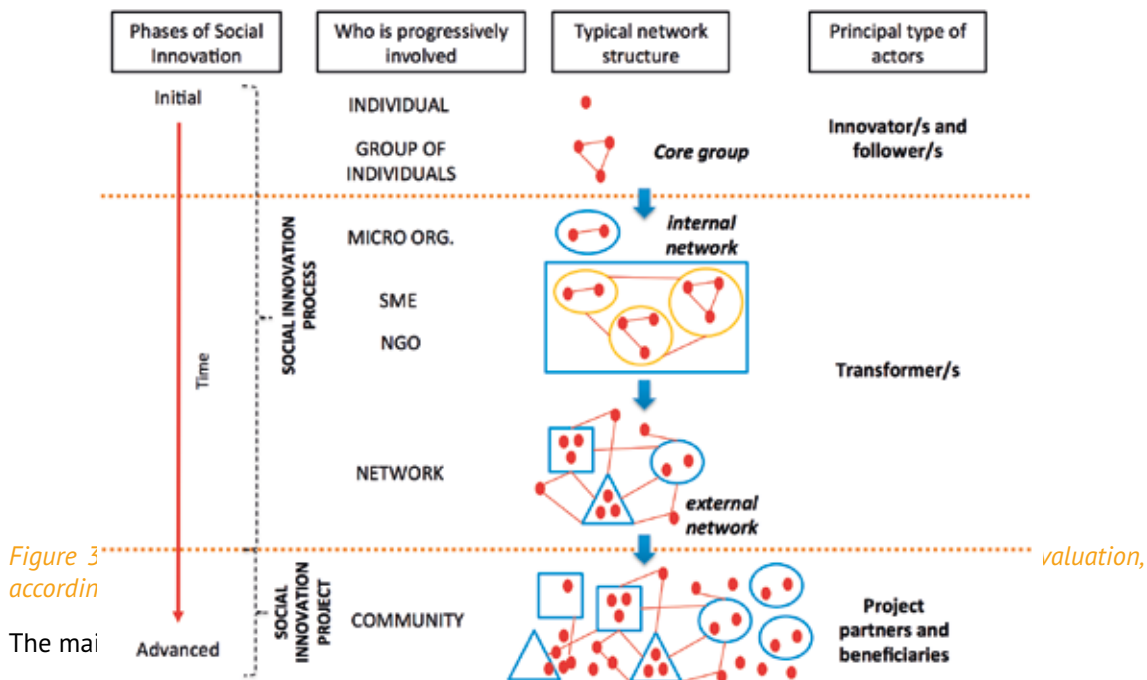 Phases of Social
Innovation
Who is progressively
involved
Typical network
structure
Principal type of
actors
Initial
INDIVIDUAL
GROUP OF
INDIVIDUALS
Core group
Innovator/s and
follower/s
MICRO ORG.
internal
network
SOCIAL INNOVATION
PROCESS
SME
NGO
Time
Transformer/s
NETWORK
external
network
Figure 3
valuation,
SOCIAL
INNOVATION
PROJECT
COMMUNITY
Project
partners and
beneficiaries
The
Advanced